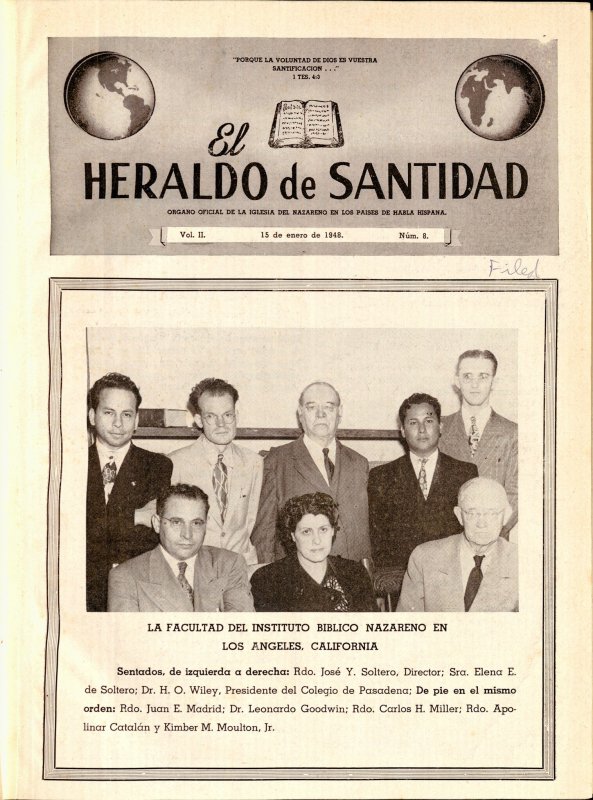 "PORQUE LA VOLUNTAD DE DIOS ES VUESTRA
SANTIFICACION . . ."
1 TES. 4:3
El
HERALDO de SANTIDAD
ORGANO OFICIAL DE LA IGLESIA DEL NAZARENO EN LOS PAISES DE HABLA HISPANA.
Vol. II. 15 de enero de 1948. Núm. 8.
Filed
LA FACULTAD DEL INSTITUTO BIBLICO NAZARENO EN
LOS ANGELES, CALIFORNIA
Sentados, de izquierda a derecha: Rdo. José Y. Soltero, Director; Sra. Elena E.
de Soltero; Dr. H. O. Wiley, Presidente del Colegio de Pasadena; De pie en el mismo
orden: Rdo. Juan E. Madrid; Dr. Leonardo Goodwin; Rdo. Carlos H. Miller; Rdo. Apo-
linar Catalán y Kimber M. Moulton, Jr.